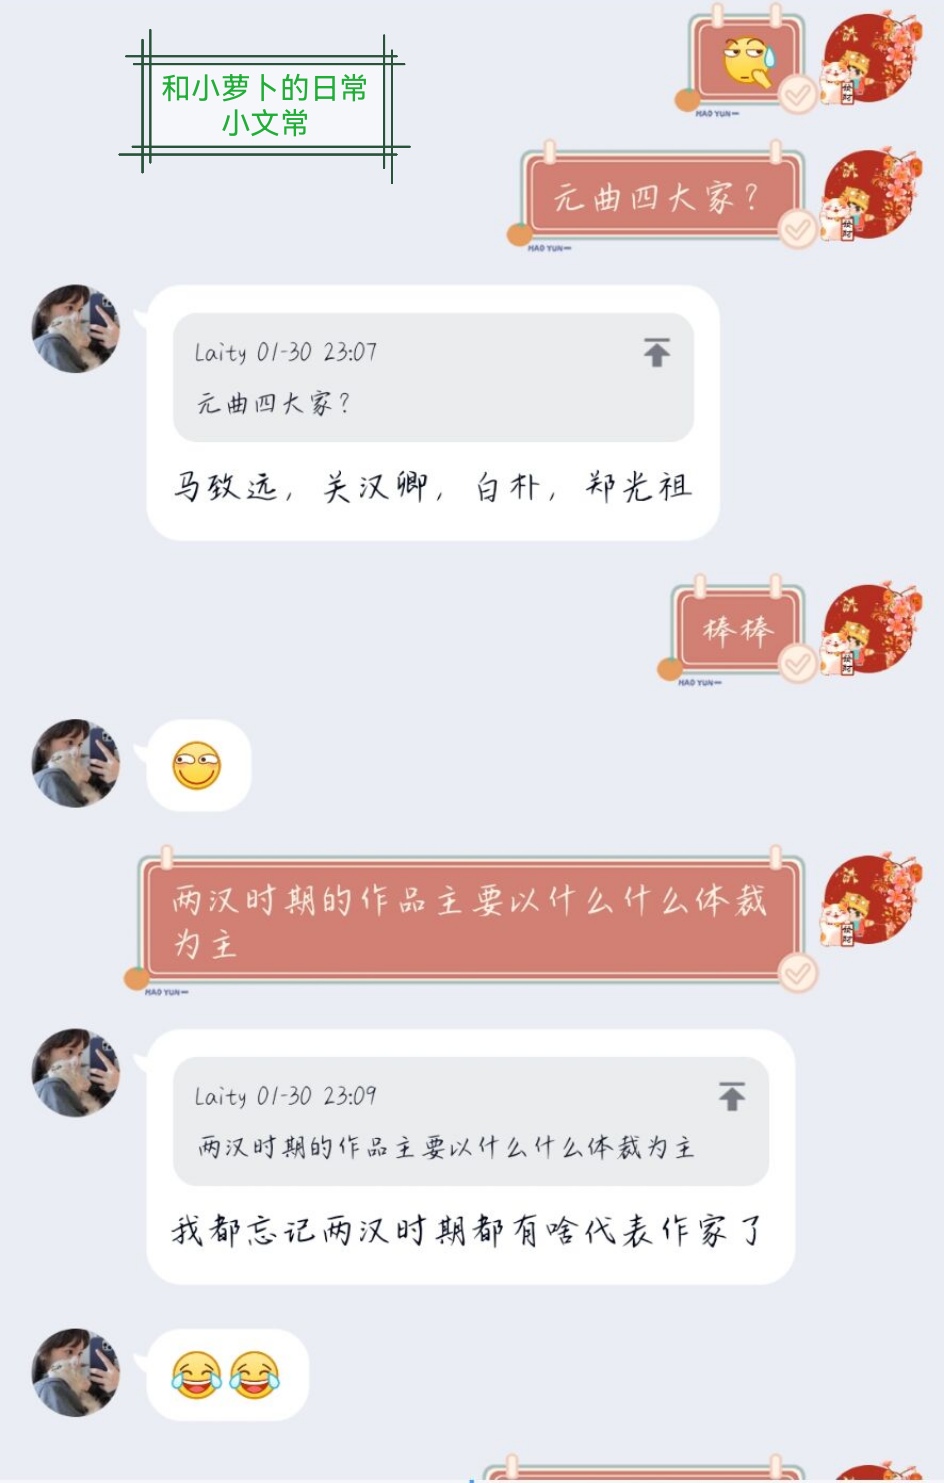 和小萝卜的日常
小文常
HAO YUN
元曲四大家？
HAO YUN
Laity 01-30 23:07
元曲四大家？
马致远，关汉卿，白朴，郑光祖
棒棒
HAO YUN
两汉时期的作品主要以什么什么体裁
为主
HAO YUN
Laity 01-30 23:09
两汉时期的作品主要以什么什么体裁为主
我都忘记两汉时期都有啥代表作家了